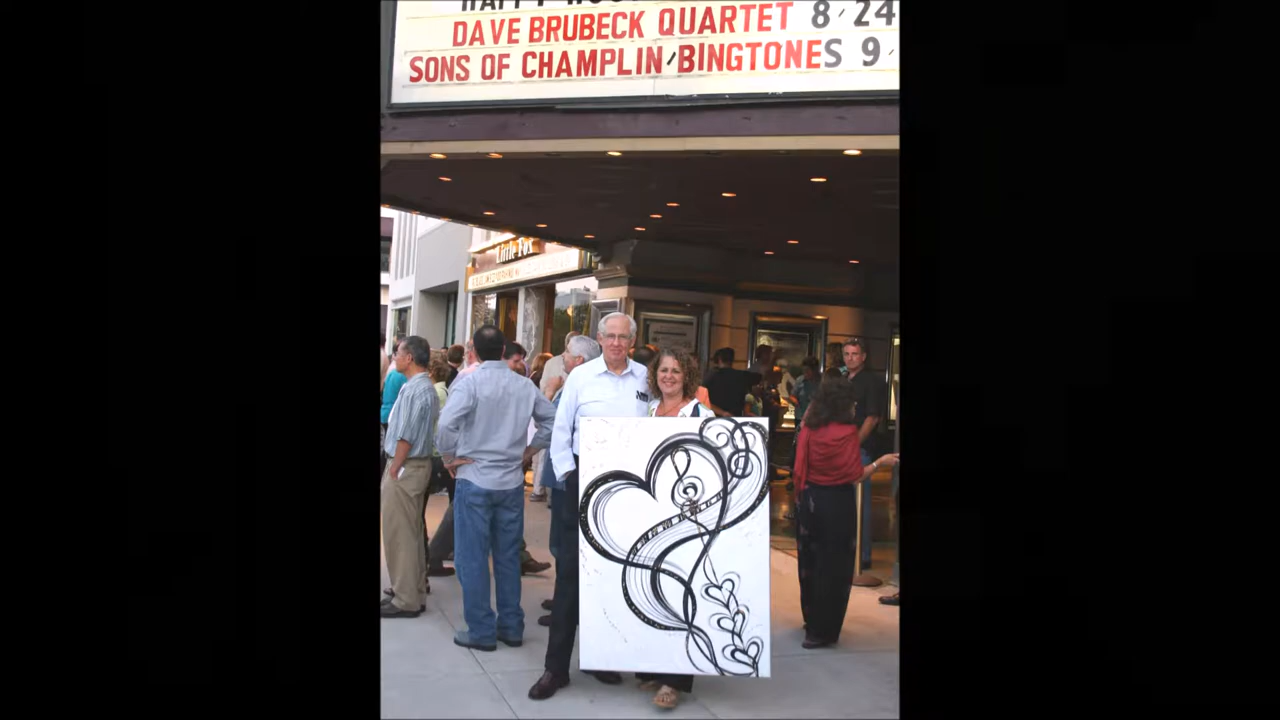 DAVE BRUBECK QUARTET 8-24
SONS OF CHAMPLIN/BINGTONES 9-
Little Fox